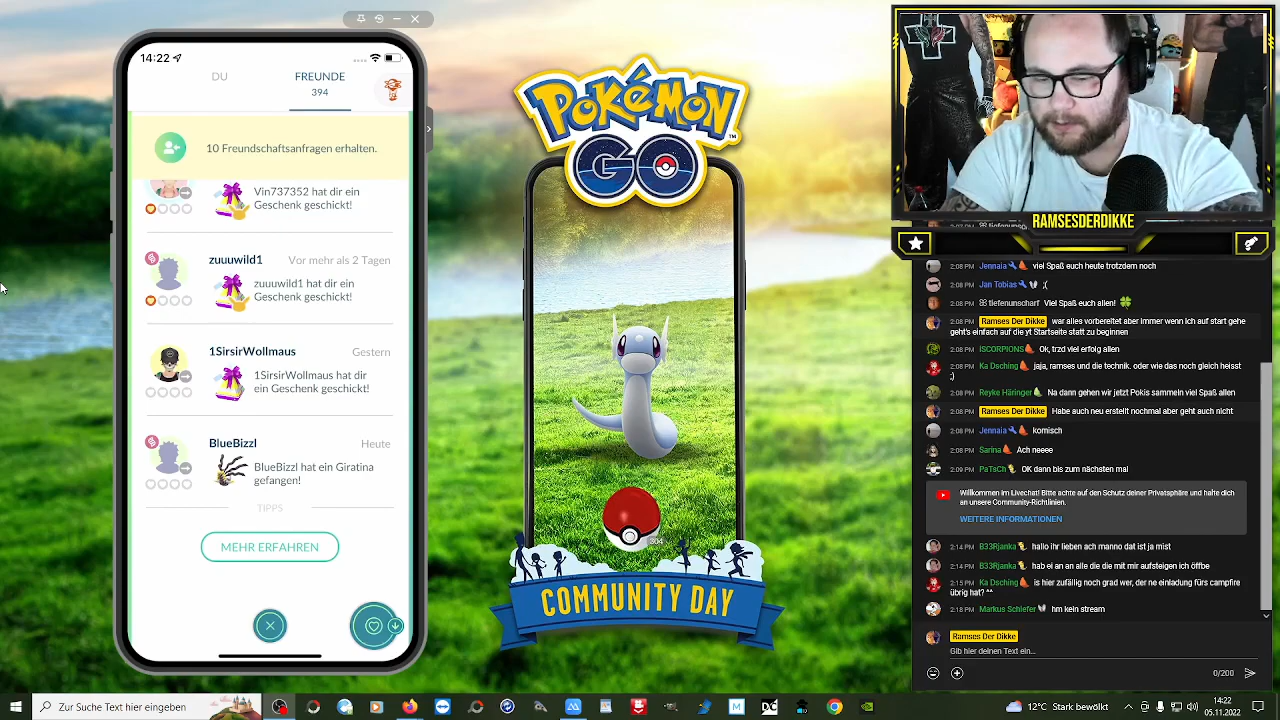 14:22
DU
FREUNDE
394
10 Freundschaftsanfragen erhalten.
Vin737352 hat dir ein
Geschenk geschickt!
zuuuwild1
Vor mehr als 2 Tagen
zuuuwild1 hat dir ein
Geschenk geschickt!
1SirsirWollmaus
Gestern
1SirsirWollmaus hat dir
ein Geschenk geschickt!
BlueBizzl
Heute
BlueBizzl hat ein Giratina
gefangen!
TIPPS
MEHR ERFAHREN
POKéMON
TM
GO
COMMUNITY DAY
RAMSESDERDIKKE
2:08 PM Jennaia viel Spaß euch heute trotzdem noch
2:08 PM Jan Tobias ;(
2:08 PM tiefenunscharf Viel Spaß euch allen!
2:08 PM Ramses Der Dikke war alles vorbereitet aber immer wenn ich auf start gehe
geht's einfach auf die yt Startseite statt zu beginnen
2:08 PM ISCORPIONS Ok, trzd viel erfolg allen
2:08 PM Ka Dsching jaja, ramses und die technik. oder wie das noch gleich heisst
;)
2:08 PM Reyke Häringer Na dann gehen wir jetzt Pokis sammeln viel Spaß allen
2:08 PM Ramses Der Dikke Habe auch neu erstellt nochmal aber geht auch nicht
2:08 PM Jennaia komisch
2:08 PM Sarina Ach neeee
2:09 PM PaTsCh OK dann bis zum nächsten mal
Willkommen im Livechat! Bitte achte auf den Schutz deiner Privatsphäre und halte dich
an unsere Community-Richtlinien.
WEITERE INFORMATIONEN
2:14 PM B33Rjanka hallo ihr lieben ach manno dat ist ja mist
2:14 PM B33Rjanka hab ei an alle die die mit mir aufsteigen ich öffbe
2:15 PM Ka Dsching is hier zufällig noch grad wer, der ne einladung fürs campfire
übrig hat? ^^
2:18 PM Markus Schiefer hm kein stream
Ramses Der Dikke
Gib hier deinen Text ein...
0/200
Zur Suche Text hier eingeben
M
DC
12°C
14:22
05.11.2022